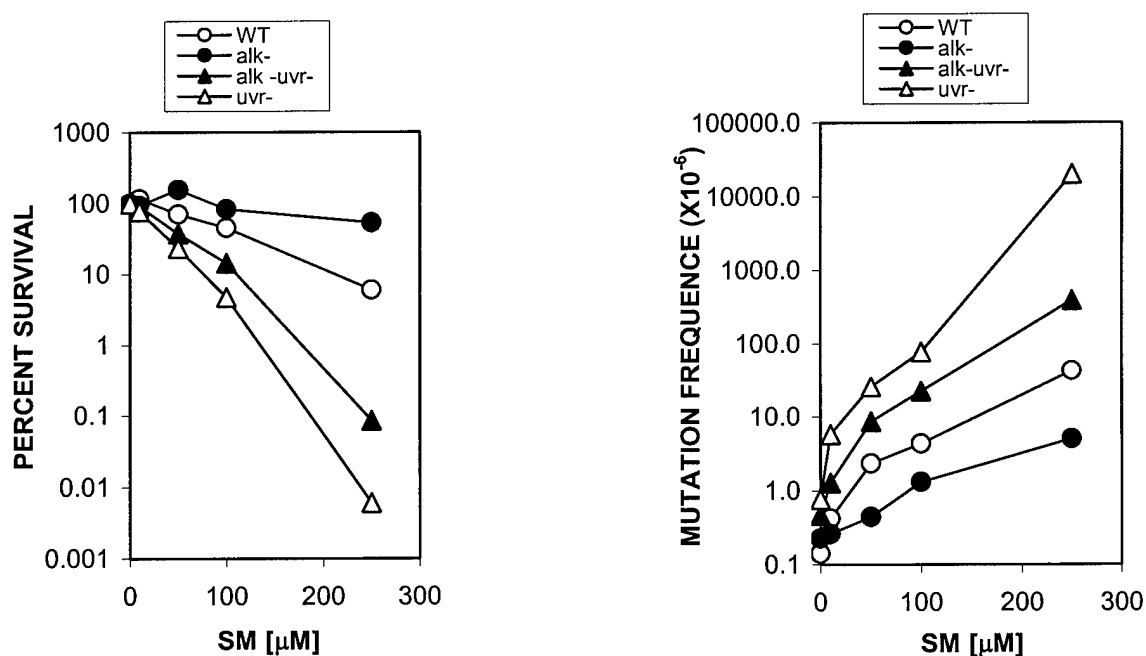 WT
alk-
alk -uvr-
uvr-
1000
100
10
1
0.1
0.01
0.001
PERCENT SURVIVAL
0 100 200 300
SM [µM]
WT
alk-
alk-uvr-
uvr-
100000.0
10000.0
1000.0
100.0
10.0
1.0
0.1
MUTATION FREQUENCE (X10⁻⁶)
0 100 200 300
SM [µM]